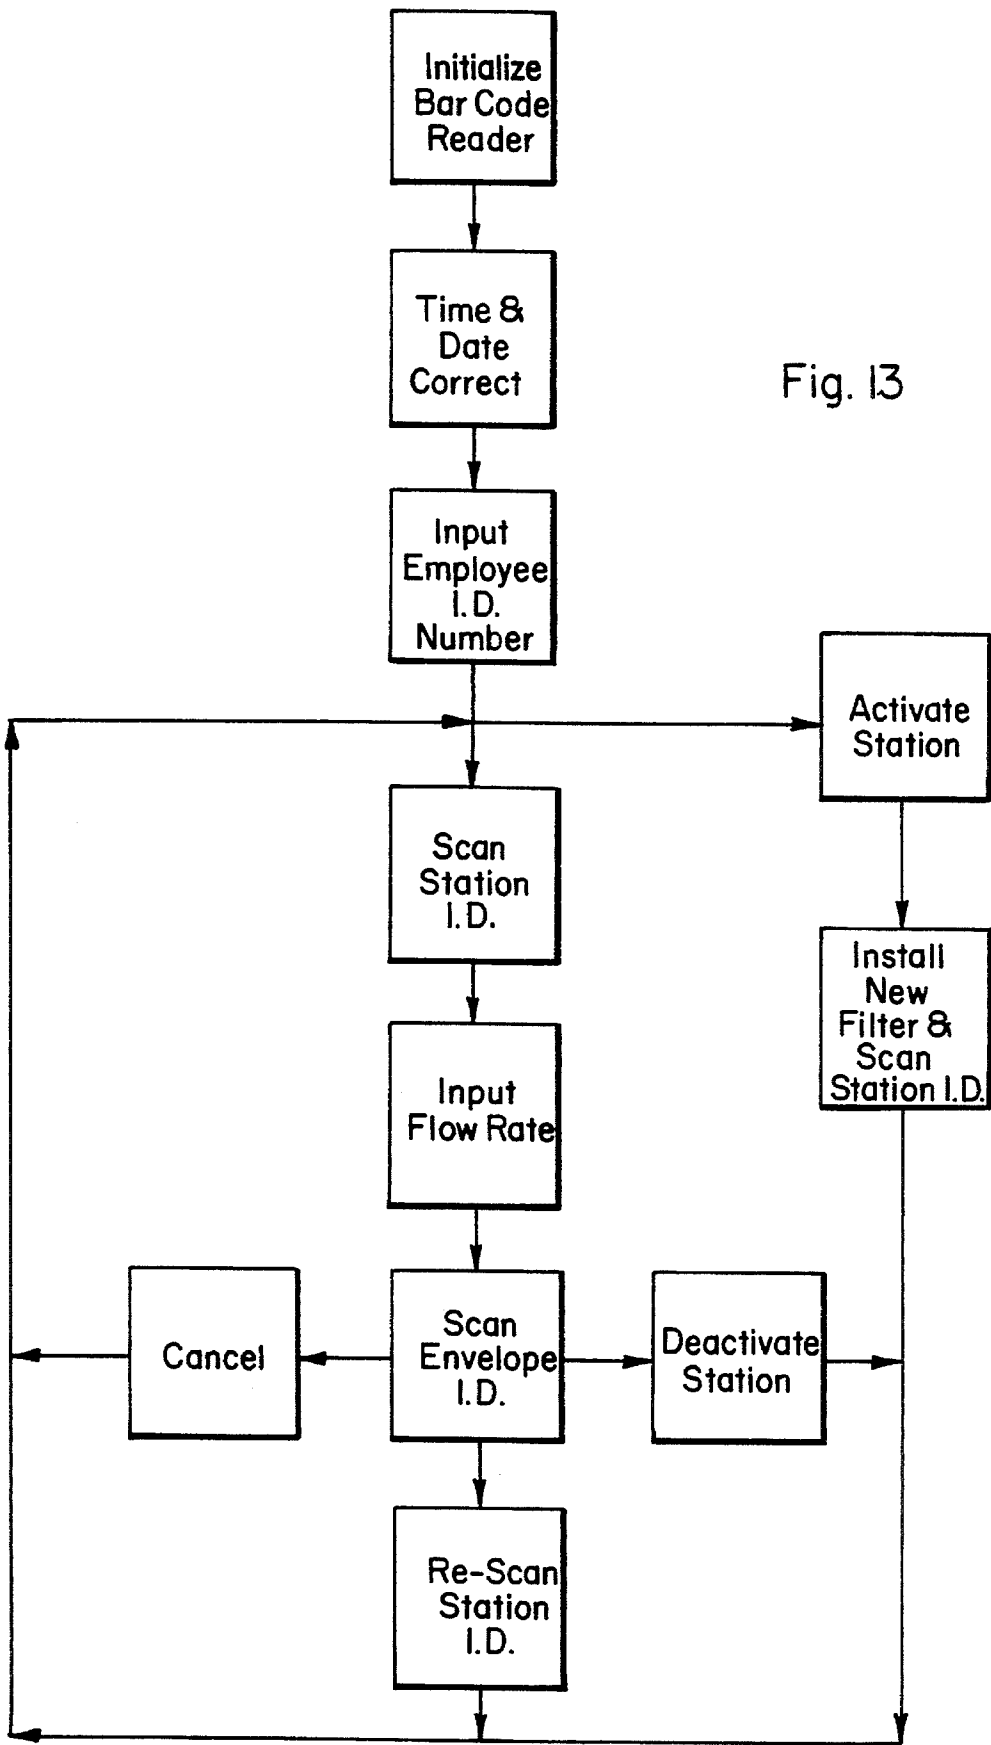 Initialize
Bar Code
Reader
Time &
Date
Correct
Fig. 13
Input
Employee
I.D.
Number
Activate
Station
Scan
Station
I.D.
Install
New
Filter &
Scan
Station I.D.
Input
Flow Rate
Cancel
Scan
Envelope
I.D.
Deactivate
Station
Re-Scan
Station
I.D.